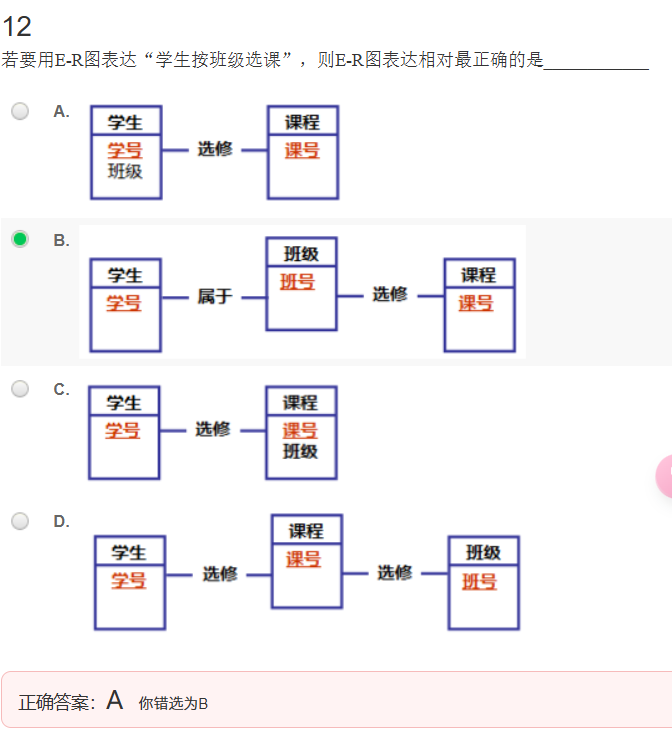 12
若要用E-R图表达“学生按班级选课”，则E-R图表达相对最正确的是____________
A.
学生
学号
班级
选修
课程
课号
B.
学生
学号
属于
班级
班号
选修
课程
课号
C.
学生
学号
选修
课程
课号
班级
D.
学生
学号
选修
课程
课号
选修
班级
班号
正确答案：A 你错选为B